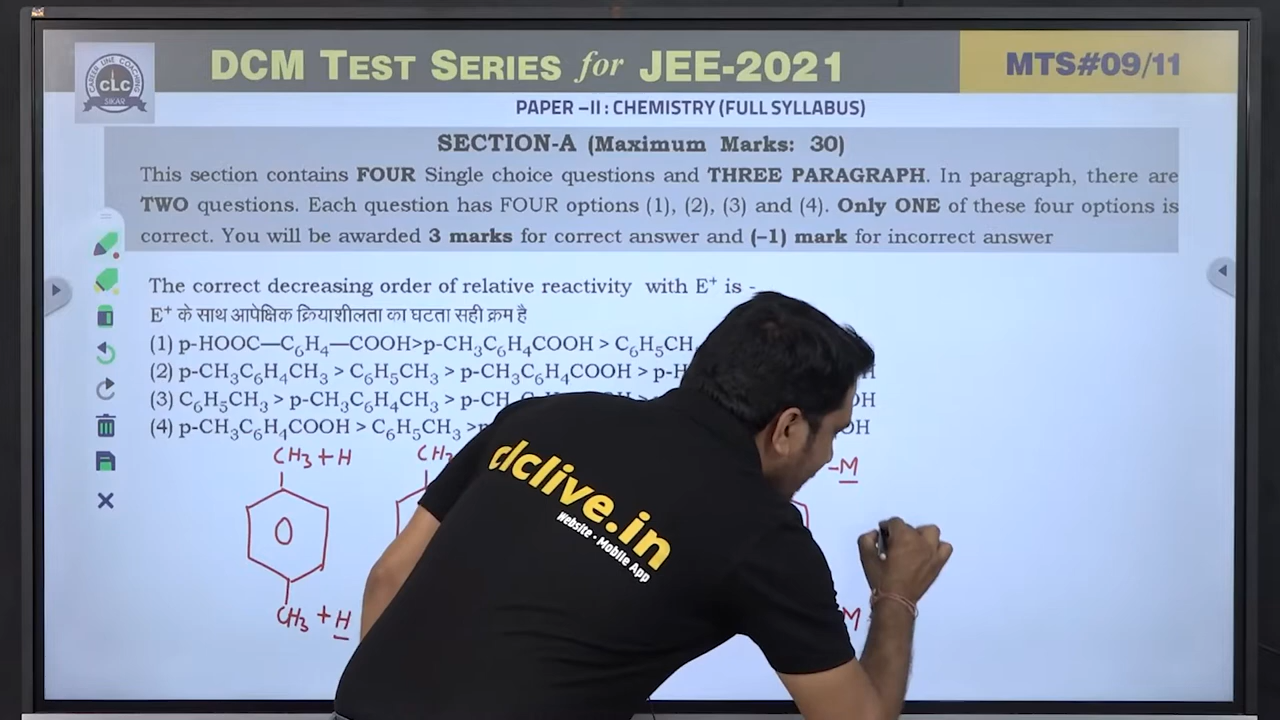 DCM TEST SERIES for JEE-2021
MTS#09/11
CAREER LINE COACHING
CLC
SIKAR
PAPER –II : CHEMISTRY (FULL SYLLABUS)
SECTION-A (Maximum Marks: 30)
This section contains FOUR Single choice questions and THREE PARAGRAPH. In paragraph, there are
TWO questions. Each question has FOUR options (1), (2), (3) and (4). Only ONE of these four options is
correct. You will be awarded 3 marks for correct answer and (–1) mark for incorrect answer
The correct decreasing order of relative reactivity with E⁺ is -
E⁺ के साथ आपेक्षिक क्रियाशीलता का घटता सही क्रम है
(1) p-HOOC—C₆H₄—COOH>p-CH₃C₆H₄COOH > C₆H₅CH
(2) p-CH₃C₆H₄CH₃ > C₆H₅CH₃ > p-CH₃C₆H₄COOH > p-H
(3) C₆H₅CH₃ > p-CH₃C₆H₄CH₃ > p-CH OH
(4) p-CH₃C₆H₄COOH > C₆H₅CH₃ > OH
CH₃ + H CH₃ -M
CH₃ + H M
clclive.in
Website • Mobile App